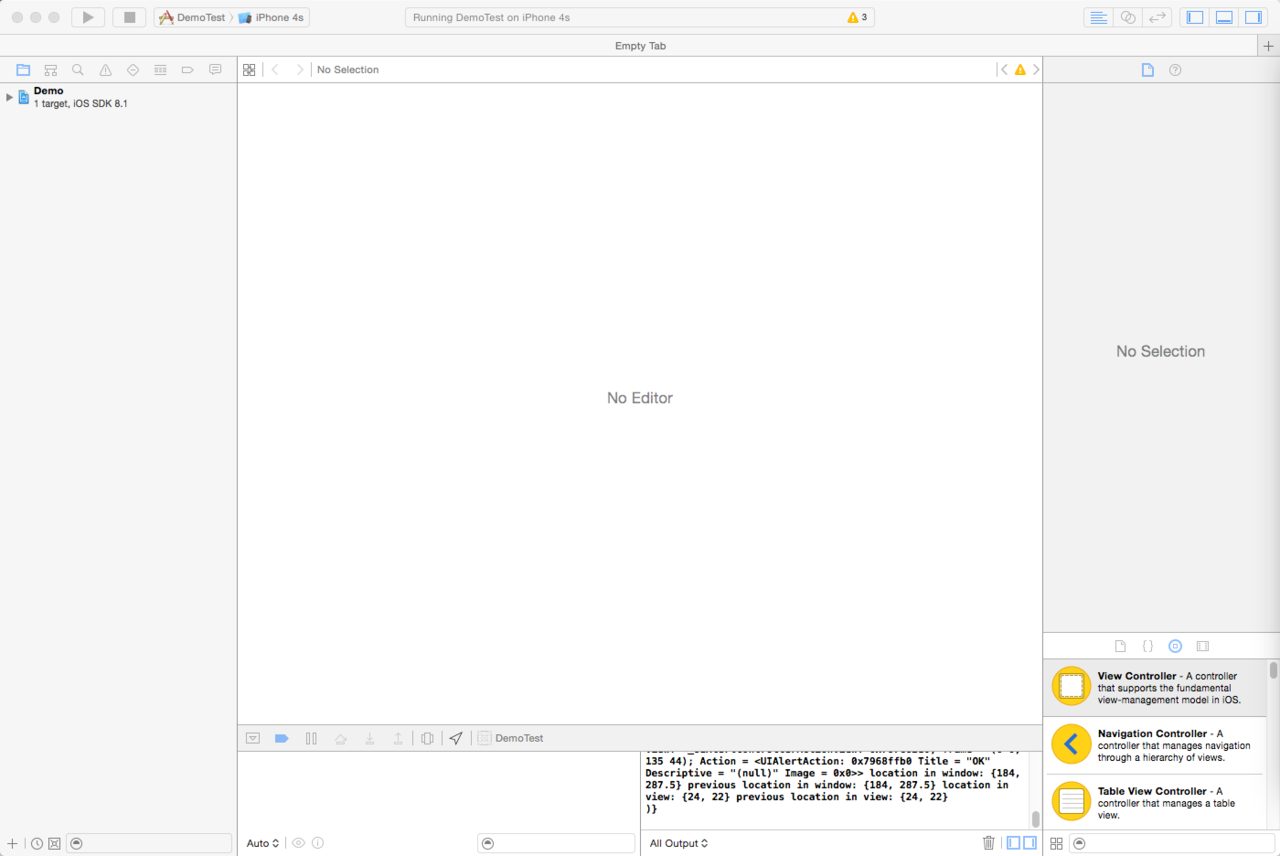 DemoTest
iPhone 4s
Running DemoTest on iPhone 4s
3
Empty Tab
No Selection
Demo
1 target, iOS SDK 8.1
No Editor
No Selection
View Controller - A controller
that supports the fundamental
view-management model in iOS.
Navigation Controller - A
controller that manages navigation
through a hierarchy of views.
Table View Controller - A
controller that manages a table
view.
DemoTest
135 44); Action = <UIAlertAction: 0x7968ffb0 Title = "OK"
Descriptive = "(null)" Image = 0x0>> location in window: {184,
287.5} previous location in window: {184, 287.5} location in
view: {24, 22} previous location in view: {24, 22}
)}
Auto
All Output